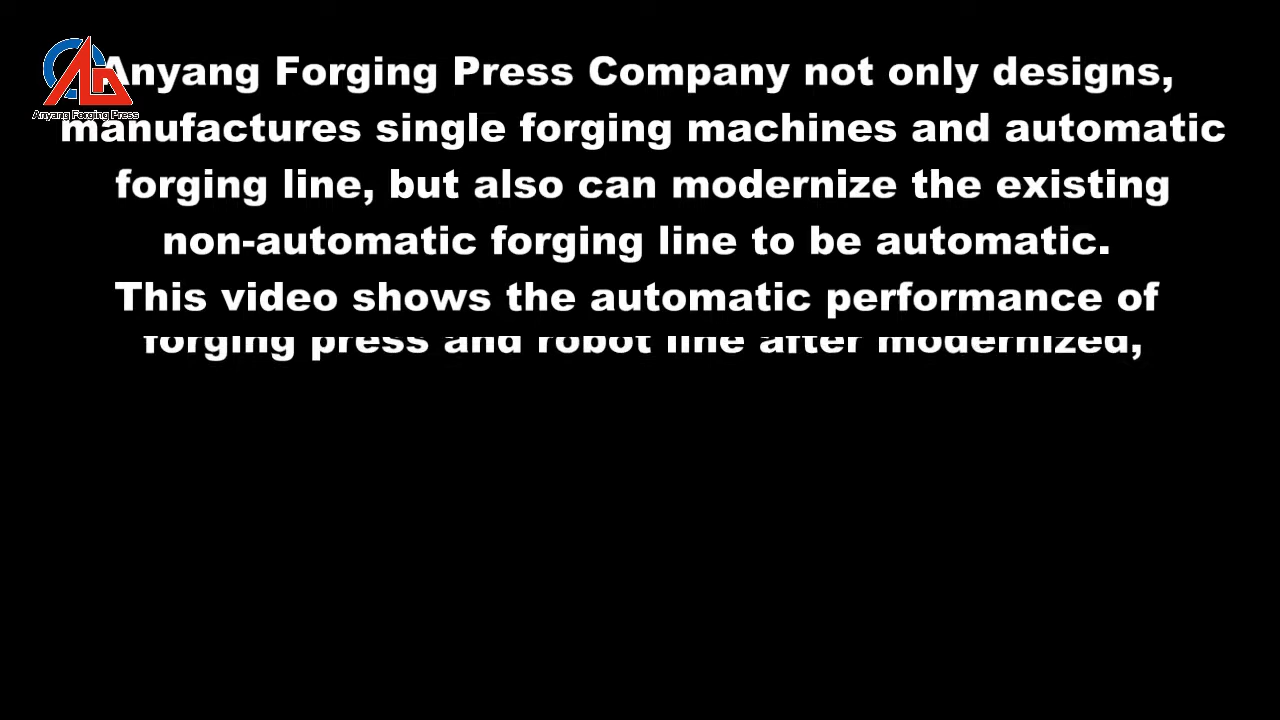 Anyang Forging Press
Anyang Forging Press Company not only designs,
manufactures single forging machines and automatic
forging line, but also can modernize the existing
non-automatic forging line to be automatic.
This video shows the automatic performance of
forging press and robot line after modernized,